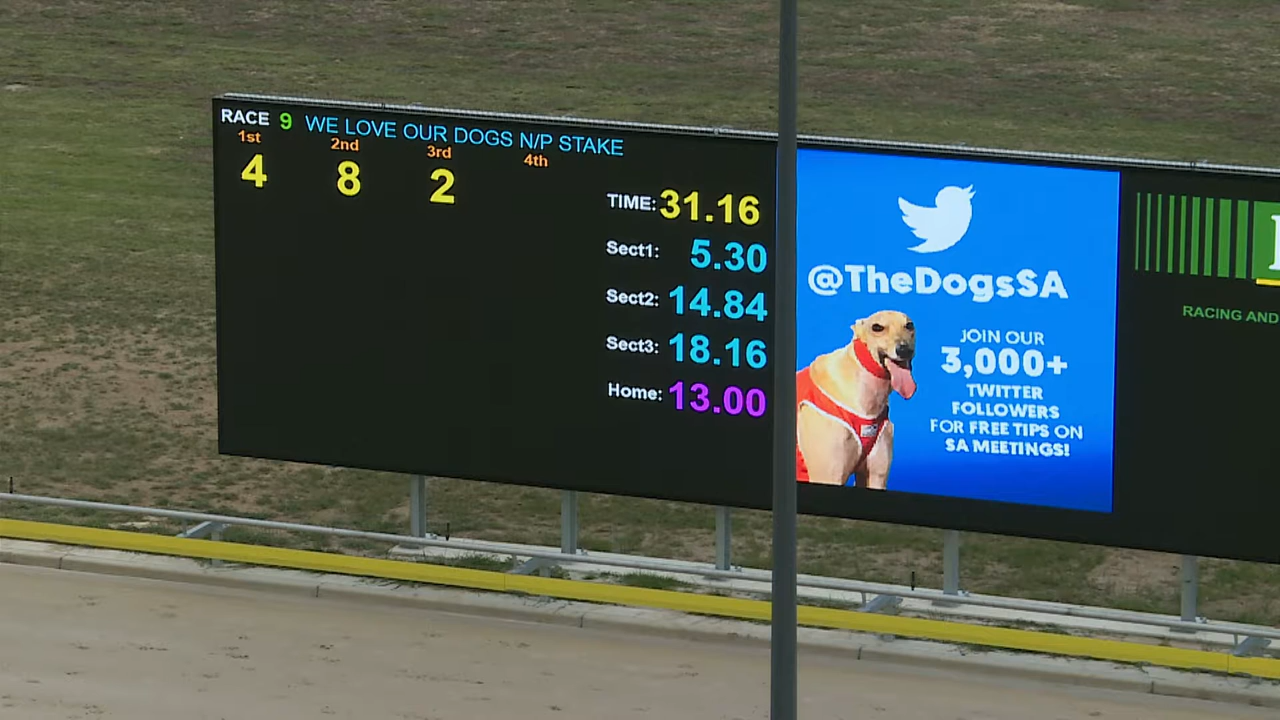 RACE 9 WE LOVE OUR DOGS N/P STAKE
1st 2nd 3rd 4th
4 8 2
TIME: 31.16
Sect1: 5.30
Sect2: 14.84
Sect3: 18.16
Home: 13.00
@TheDogsSA
JOIN OUR
3,000+
TWITTER
FOLLOWERS
FOR FREE TIPS ON
SA MEETINGS!
RACING AND